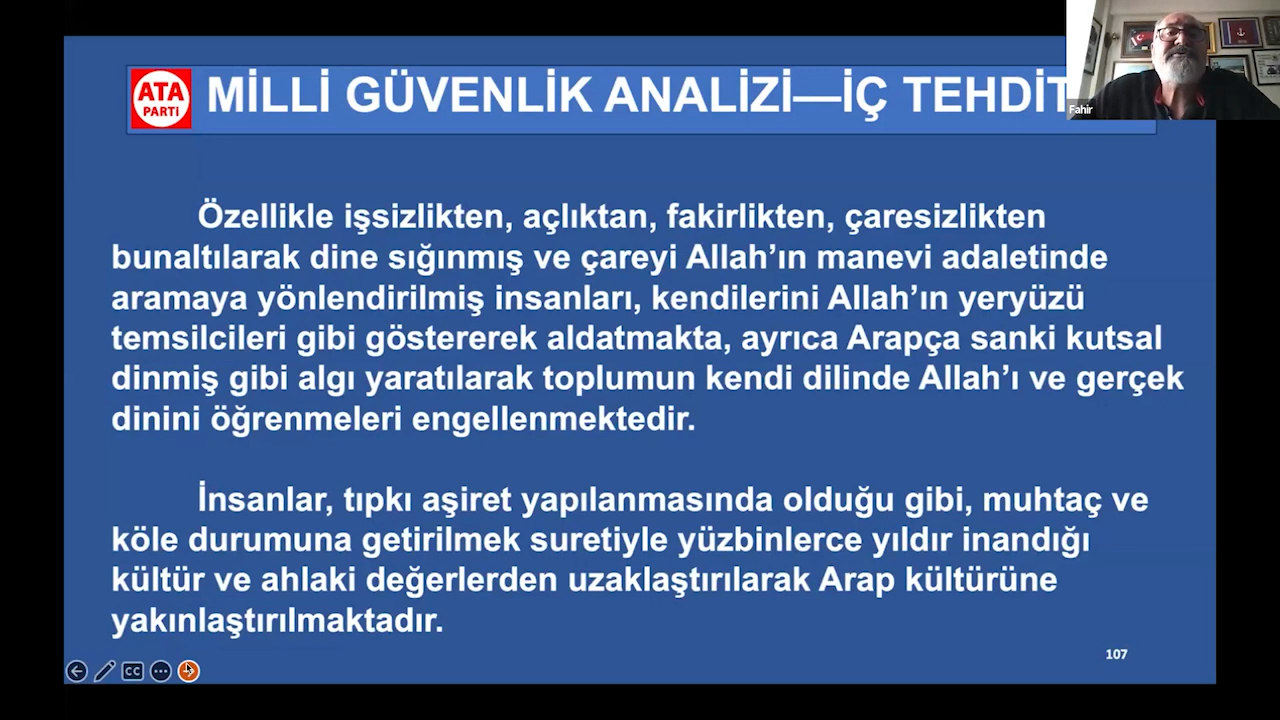 ATA
PARTİ
MİLLİ GÜVENLİK ANALİZİ—İÇ TEHDİT
Fahir
Özellikle işsizlikten, açlıktan, fakirlikten, çaresizlikten
bunaltılarak dine sığınmış ve çareyi Allah’ın manevi adaletinde
aramaya yönlendirilmiş insanları, kendilerini Allah’ın yeryüzü
temsilcileri gibi göstererek aldatmakta, ayrıca Arapça sanki kutsal
dinmiş gibi algı yaratılarak toplumun kendi dilinde Allah’ı ve gerçek
dinini öğrenmeleri engellenmektedir.
İnsanlar, tıpkı aşiret yapılanmasında olduğu gibi, muhtaç ve
köle durumuna getirilmek suretiyle yüzbinlerce yıldır inandığı
kültür ve ahlaki değerlerden uzaklaştırılarak Arap kültürüne
yakınlaştırılmaktadır.
107
CC